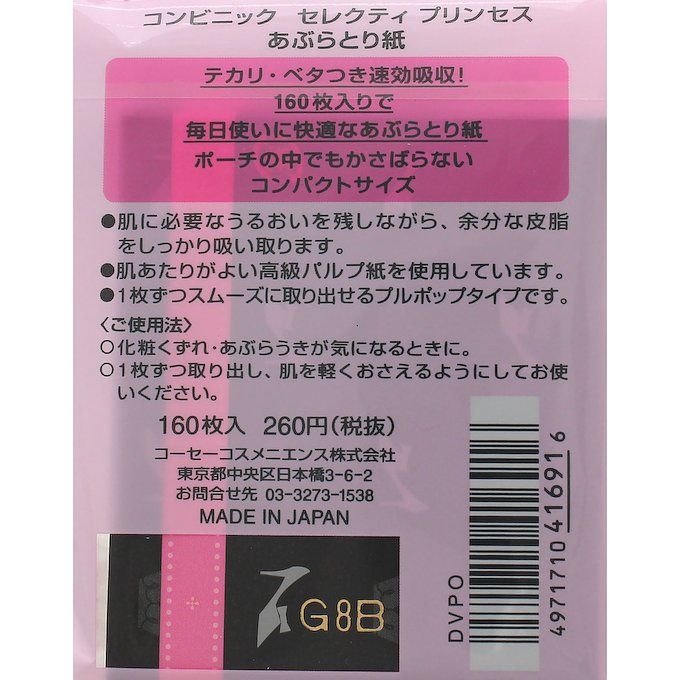 コンビニック セレクティ プリンセス
あぶらとり紙
テカリ・ベタつき速効吸収!
160枚入りで
毎日使いに快適なあぶらとり紙
ポーチの中でもかさばらない
コンパクトサイズ
●肌に必要なうるおいを残しながら、余分な皮脂
をしっかり吸い取ります。
●肌あたりがよい高級パルプ紙を使用しています。
●1枚ずつスムーズに取り出せるプルポップタイプです。
〈ご使用法〉
○化粧くずれ・あぶらうきが気になるときに。
○1枚ずつ取り出し、肌を軽くおさえるようにしてお使
いください。
160枚入 260円(税抜)
コーセーコスメニエンス株式会社
東京都中央区日本橋3-6-2
お問合せ先 03-3273-1538
MADE IN JAPAN
G8B
DVPO
4971710 416916